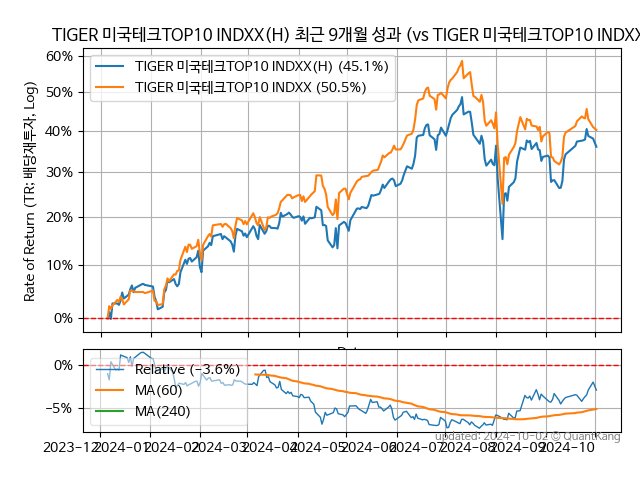 TIGER 미국테크TOP10 INDXX(H) 최근 9개월 성과 (vs TIGER 미국테크TOP10 INDXX
60%
50%
40%
30%
20%
10%
0%
Rate of Return (TR: 배당재투자, Log)
TIGER 미국테크TOP10 INDXX(H) (45.1%)
TIGER 미국테크TOP10 INDXX (50.5%)
0%
−5%
Relative (−3.6%)
MA(60)
MA(240)
2023-12 2024-01 2024-02 2024-03 2024-04 2024-05 2024-06 2024-07 2024-08 2024-09 2024-10
updated: 2024-10-02 © QuantKang